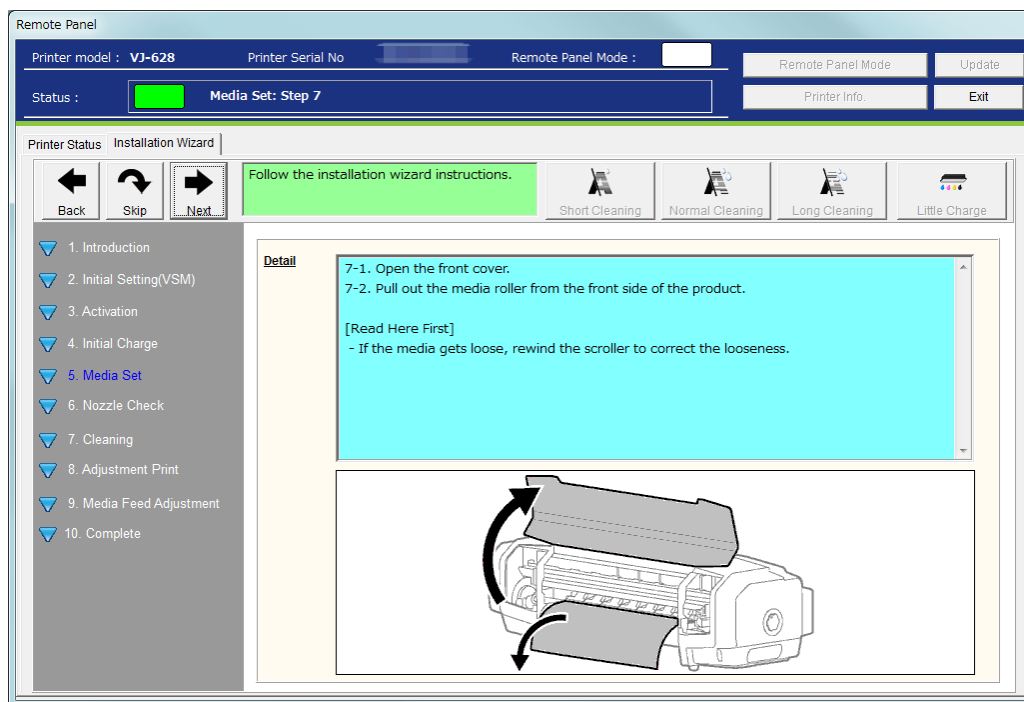 Remote Panel
Printer model : VJ-628 Printer Serial No Remote Panel Mode :
Remote Panel Mode Update
Status : Media Set: Step 7
Printer Info. Exit
Printer Status Installation Wizard
Back Skip Next
Follow the installation wizard instructions.
Short Cleaning Normal Cleaning Long Cleaning Little Charge
1. Introduction
2. Initial Setting(VSM)
3. Activation
4. Initial Charge
5. Media Set
6. Nozzle Check
7. Cleaning
8. Adjustment Print
9. Media Feed Adjustment
10. Complete
Detail
7-1. Open the front cover.
7-2. Pull out the media roller from the front side of the product.
[Read Here First]
- If the media gets loose, rewind the scroller to correct the looseness.